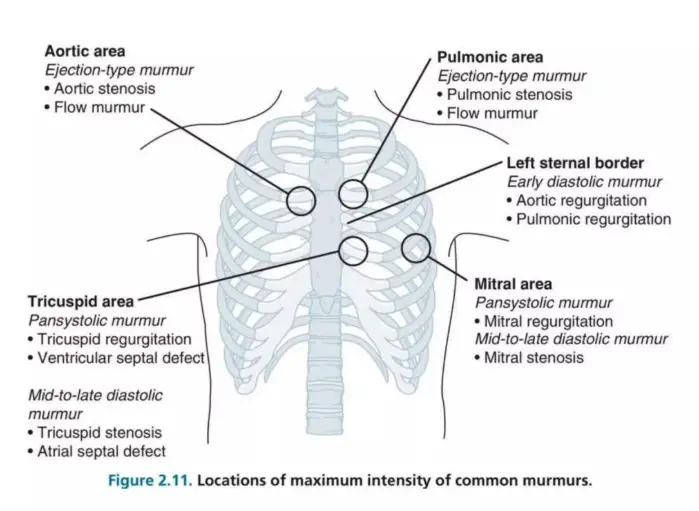 Aortic area
Ejection-type murmur
• Aortic stenosis
• Flow murmur
Pulmonic area
Ejection-type murmur
• Pulmonic stenosis
• Flow murmur
Left sternal border
Early diastolic murmur
• Aortic regurgitation
• Pulmonic regurgitation
Tricuspid area
Pansystolic murmur
• Tricuspid regurgitation
• Ventricular septal defect
Mid-to-late diastolic
murmur
• Tricuspid stenosis
• Atrial septal defect
Mitral area
Pansystolic murmur
• Mitral regurgitation
Mid-to-late diastolic murmur
• Mitral stenosis
Figure 2.11. Locations of maximum intensity of common murmurs.